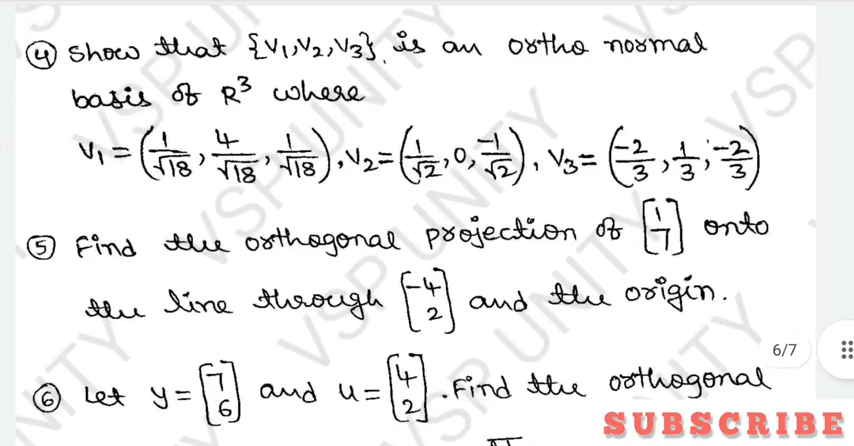 ④ Show that {V₁,V₂,V₃} is an ortho normal
basis of R³ where
V₁ = (1/√18, 4/√18, 1/√18), V₂ = (1/√2, 0, -1/√2), V₃ = (-2/3, 1/3, -2/3)
⑤ Find the orthogonal projection of [1 7] onto
the line through [-4 2] and the origin.
6/7
⑥ Let y = [7 6] and u = [4 2]. Find the orthogonal
SUBSCRIBE
VSP UNITY